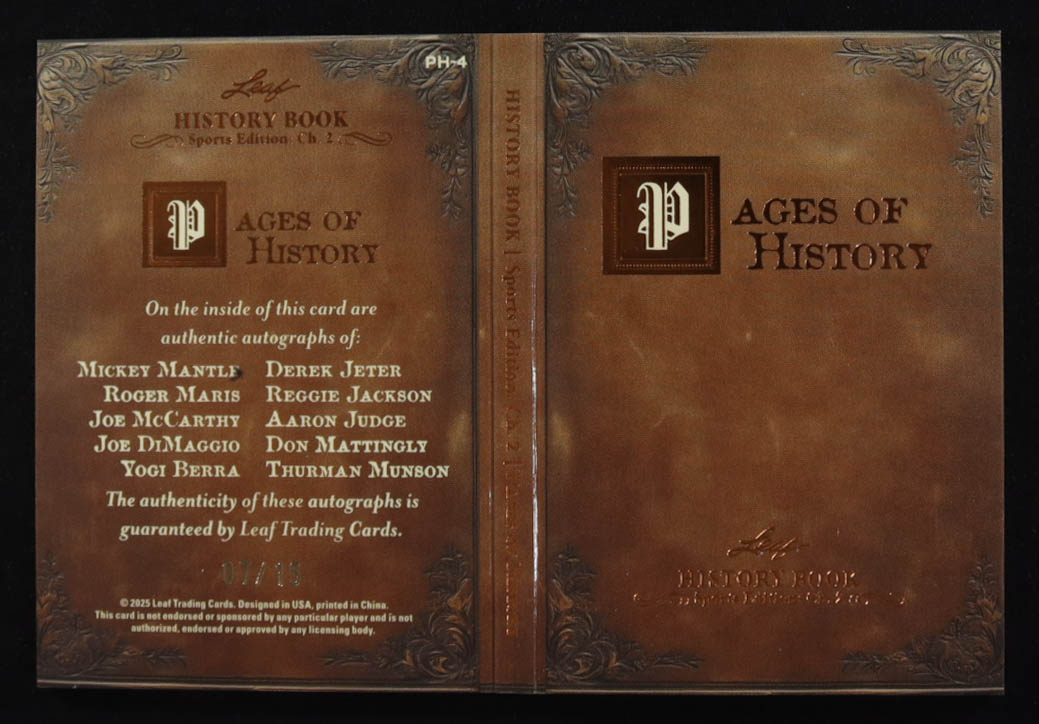 PH-4
Leaf
HISTORY BOOK
Sports Edition Ch. 2
PAGES OF
HISTORY
On the inside of this card are
authentic autographs of:
MICKEY MANTLE DEREK JETER
ROGER MARIS REGGIE JACKSON
JOE MCCARTHY AARON JUDGE
JOE DIMAGGIO DON MATTINGLY
YOGI BERRA THURMAN MUNSON
The authenticity of these autographs is
guaranteed by Leaf Trading Cards.
© 2025 Leaf Trading Cards. Designed in USA, printed in China.
This card is not endorsed or sponsored by any particular player and is not
authorized, endorsed or approved by any licensing body.
HISTORY BOOK | Sports Edition Ch. 2 |
PAGES OF
HISTORY
Leaf
HISTORY BOOK
Sports Edition Ch. 2